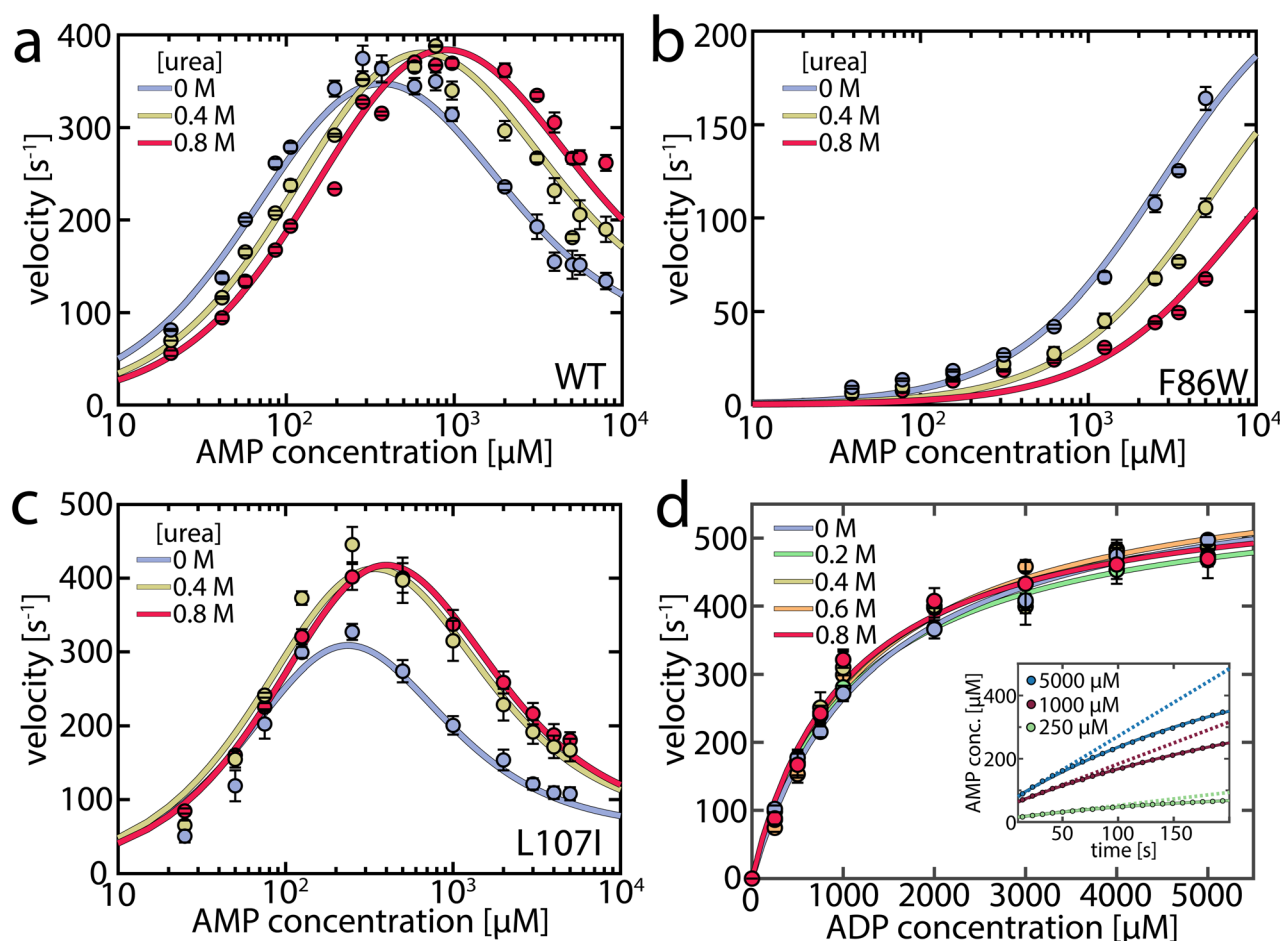 a
400
300
200
100
0
velocity [s⁻¹]
[urea]
0 M
0.4 M
0.8 M
WT
10 10² 10³ 10⁴
AMP concentration [µM]
b
200
150
100
50
0
velocity [s⁻¹]
[urea]
0 M
0.4 M
0.8 M
F86W
10 10² 10³ 10⁴
AMP concentration [µM]
c
500
400
300
200
100
0
velocity [s⁻¹]
[urea]
0 M
0.4 M
0.8 M
L107I
10 10² 10³ 10⁴
AMP concentration [µM]
d
500
400
300
200
100
0
velocity [s⁻¹]
0 M
0.2 M
0.4 M
0.6 M
0.8 M
0 1000 2000 3000 4000 5000
ADP concentration [µM]
AMP conc. [µM]
400
200
0
5000 µM
1000 µM
250 µM
50 100 150
time [s]